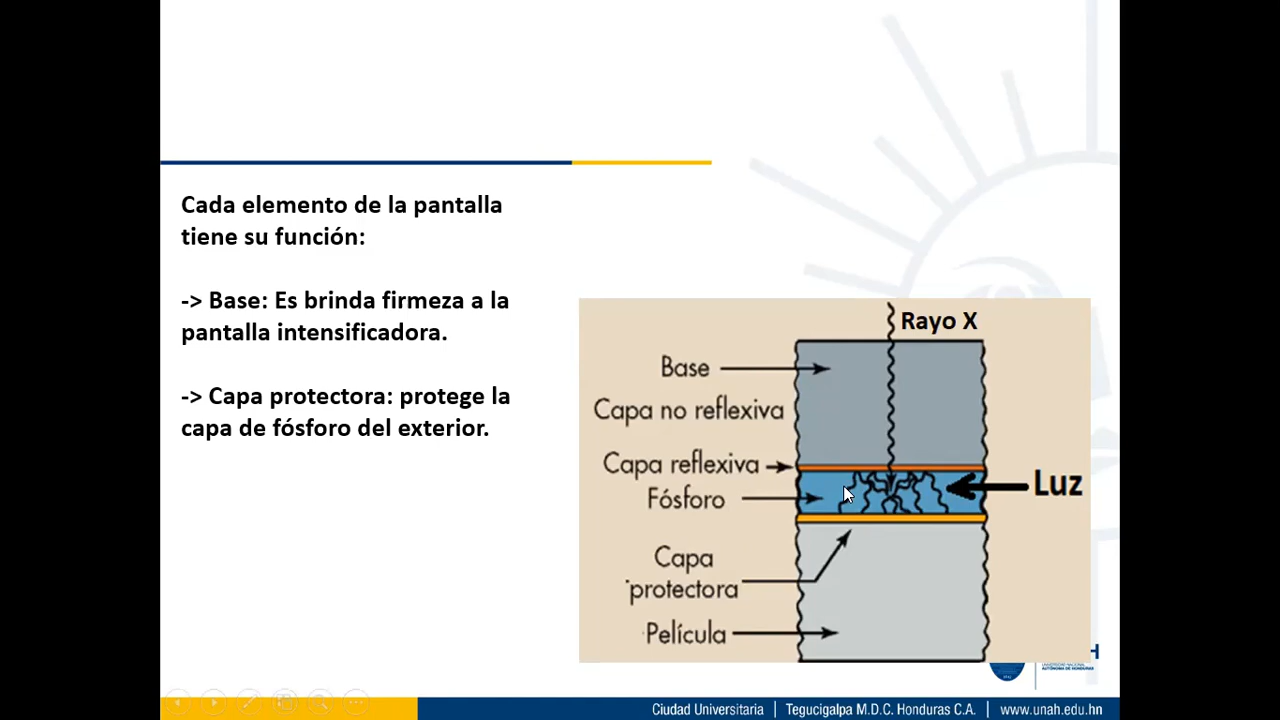 Cada elemento de la pantalla
tiene su función:
-> Base: Es brinda firmeza a la
pantalla intensificadora.
-> Capa protectora: protege la
capa de fósforo del exterior.
Rayo X
Base
Capa no reflexiva
Capa reflexiva
Fósforo
Luz
Capa
protectora
Película
Ciudad Universitaria | Tegucigalpa M.D.C. Honduras C.A. | www.unah.edu.hn